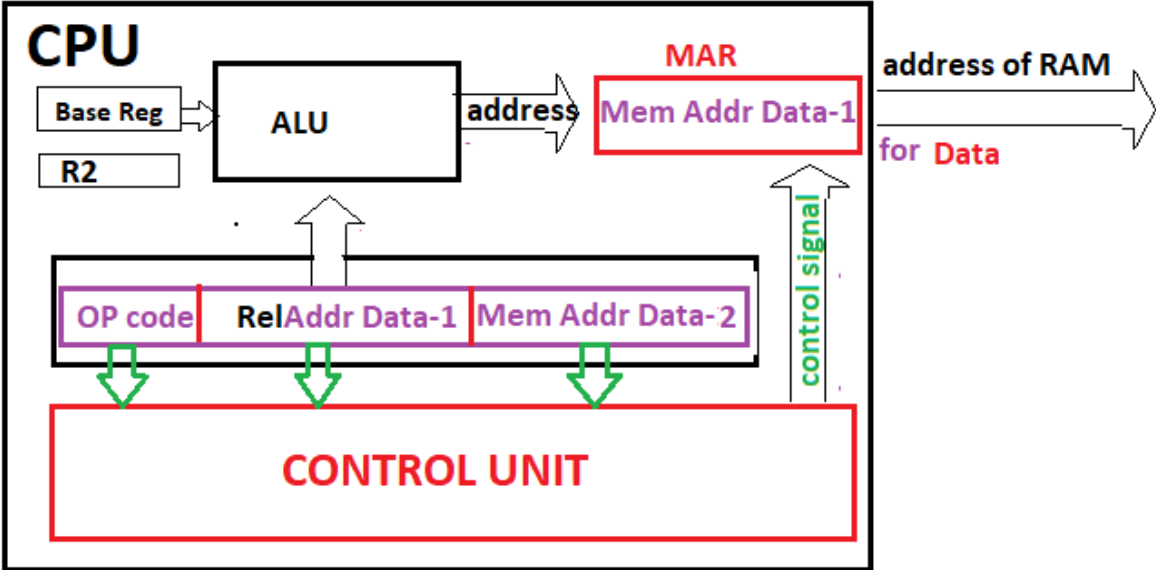 CPU
MAR
address of RAM
Base Reg
ALU
address
Mem Addr Data-1
for Data
R2
control signal
OP code
RelAddr Data-1
Mem Addr Data-2
CONTROL UNIT